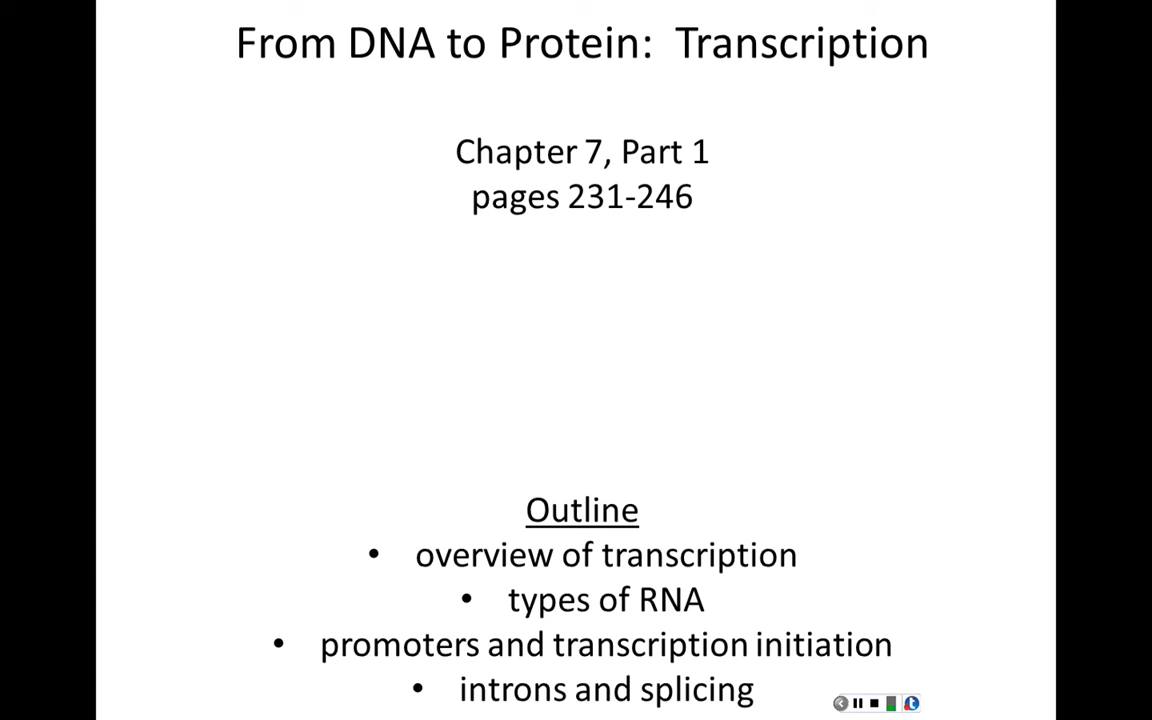 From DNA to Protein: Transcription
Chapter 7, Part 1
pages 231-246
Outline
• overview of transcription
• types of RNA
• promoters and transcription initiation
• introns and splicing